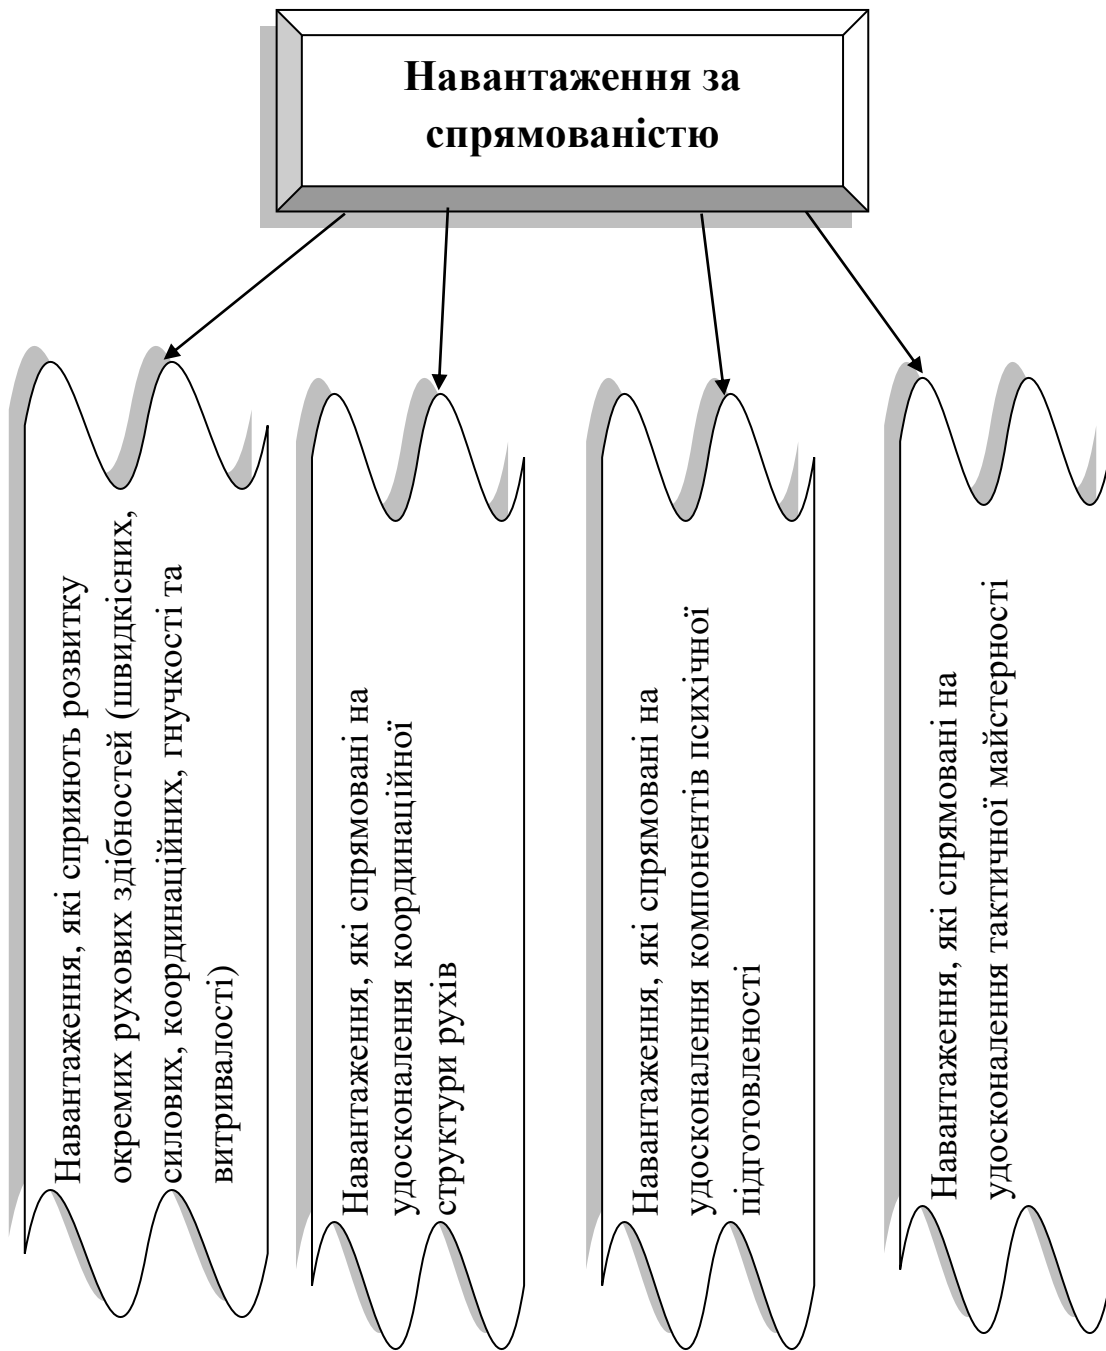 Навантаження за
спрямованістю
Навантаження, які сприяють розвитку
окремих рухових здібностей (швидкісних,
силових, координаційних, гнучкості та
витривалості)
Навантаження, які спрямовані на
удосконалення координаційної
структури рухів
Навантаження, які спрямовані на
удосконалення компонентів психічної
підготовленості
Навантаження, які спрямовані на
удосконалення тактичної майстерності